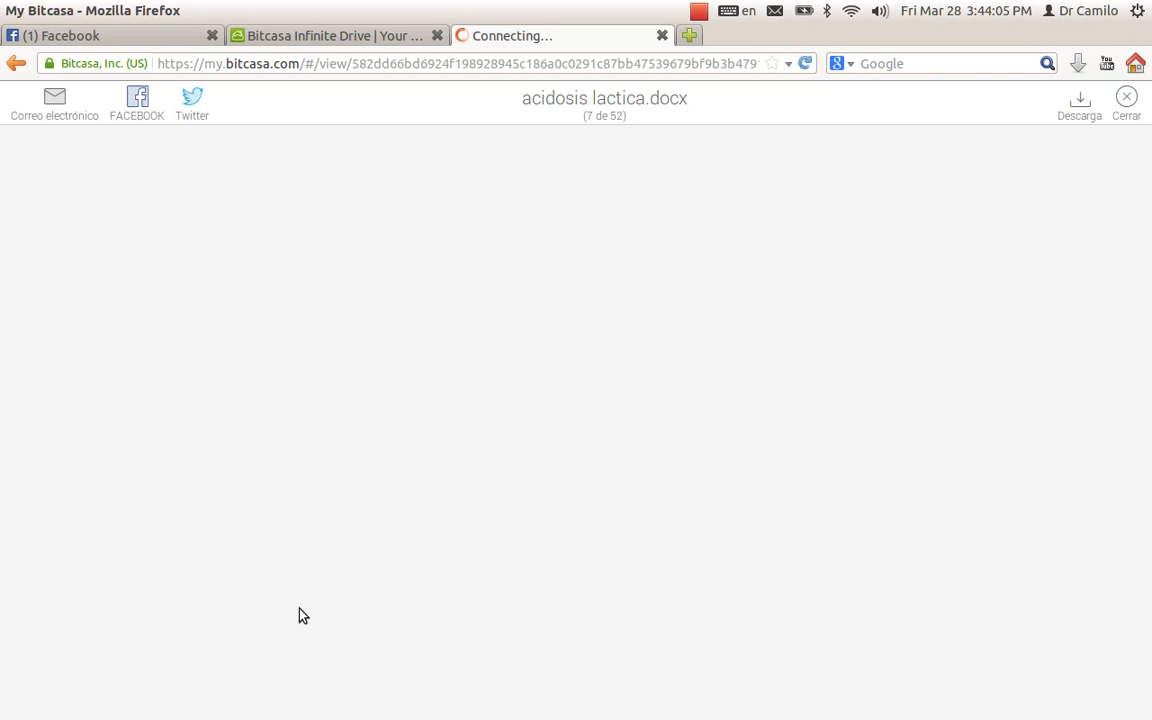 My Bitcasa - Mozilla Firefox
en
Fri Mar 28 3:44:05 PM
Dr Camilo
(1) Facebook
Bitcasa Infinite Drive | Your ...
Connecting...
Bitcasa, Inc. (US)
https://my.bitcasa.com/#/view/582dd66bd6924f198928945c186a0c0291c87bb47539679bf9b3b479
Google
You
Tube
acidosis lactica.docx
(7 de 52)
Correo electrónico
FACEBOOK
Twitter
Descarga
Cerrar